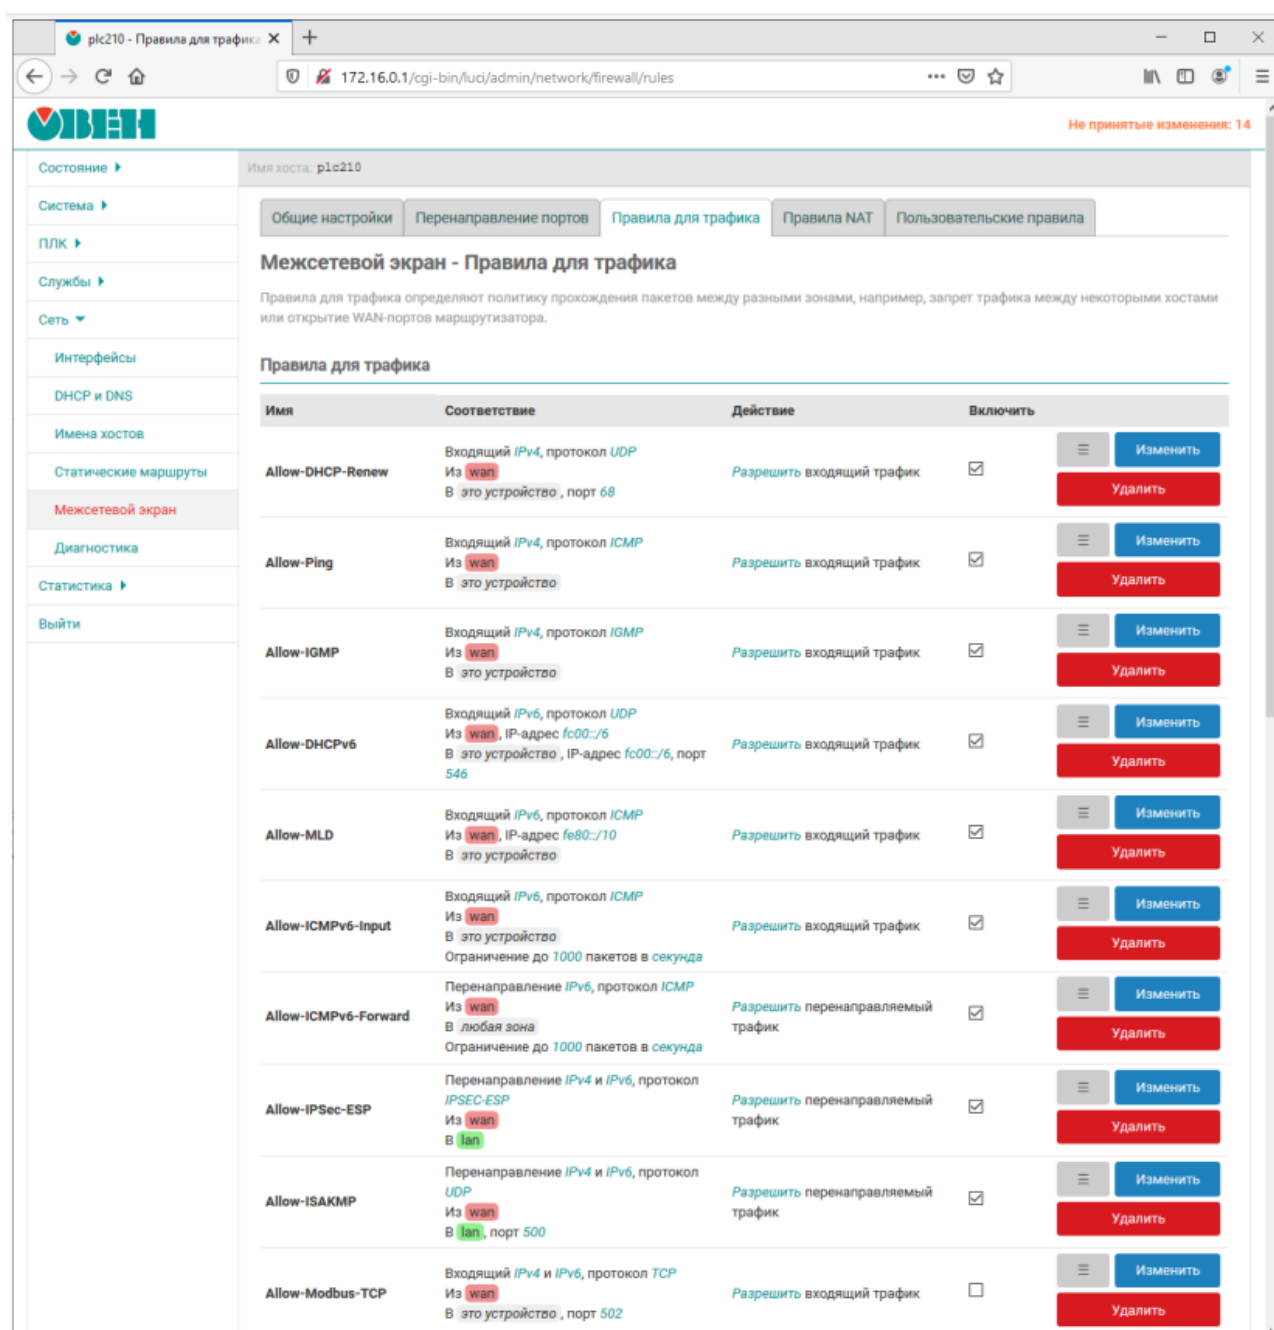 plc210 - Правила для трафика
172.16.0.1/cgi-bin/luci/admin/network/firewall/rules
ОВЕН
Не принятые изменения: 14
Состояние
Имя хоста: plc210
Система
ПЛК
Службы
Сеть
Интерфейсы
DHCP и DNS
Имена хостов
Статические маршруты
Межсетевой экран
Диагностика
Статистика
Выйти
Общие настройки Перенаправление портов Правила для трафика Правила NAT Пользовательские правила
Межсетевой экран - Правила для трафика
Правила для трафика определяют политику прохождения пакетов между разными зонами, например, запрет трафика между некоторыми хостами
или открытие WAN-портов маршрутизатора.
Правила для трафика
Имя Соответствие Действие Включить
Allow-DHCP-Renew
Входящий IPv4, протокол UDP
Из wan
В это устройство , порт 68
Разрешить входящий трафик
Изменить
Удалить
Allow-Ping
Входящий IPv4, протокол ICMP
Из wan
В это устройство
Разрешить входящий трафик
Изменить
Удалить
Allow-IGMP
Входящий IPv4, протокол IGMP
Из wan
В это устройство
Разрешить входящий трафик
Изменить
Удалить
Allow-DHCPv6
Входящий IPv6, протокол UDP
Из wan , IP-адрес fc00::/6
В это устройство , IP-адрес fc00::/6, порт
546
Разрешить входящий трафик
Изменить
Удалить
Allow-MLD
Входящий IPv6, протокол ICMP
Из wan , IP-адрес fe80::/10
В это устройство
Разрешить входящий трафик
Изменить
Удалить
Allow-ICMPv6-Input
Входящий IPv6, протокол ICMP
Из wan
В это устройство
Ограничение до 1000 пакетов в секунда
Разрешить входящий трафик
Изменить
Удалить
Allow-ICMPv6-Forward
Перенаправление IPv6, протокол ICMP
Из wan
В любая зона
Ограничение до 1000 пакетов в секунда
Разрешить перенаправляемый
трафик
Изменить
Удалить
Allow-IPSec-ESP
Перенаправление IPv4 и IPv6, протокол
IPSEC-ESP
Из wan
В lan
Разрешить перенаправляемый
трафик
Изменить
Удалить
Allow-ISAKMP
Перенаправление IPv4 и IPv6, протокол
UDP
Из wan
В lan , порт 500
Разрешить перенаправляемый
трафик
Изменить
Удалить
Allow-Modbus-TCP
Входящий IPv4 и IPv6, протокол TCP
Из wan
В это устройство , порт 502
Разрешить входящий трафик
Изменить
Удалить